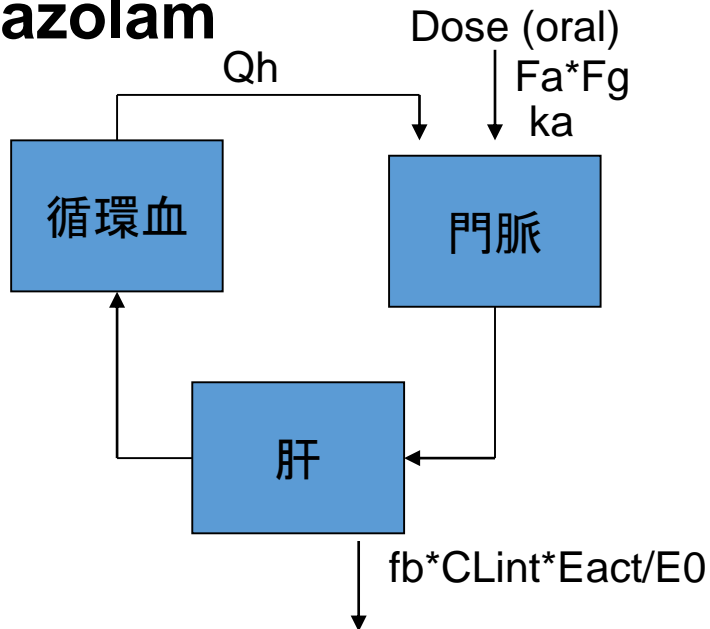 azolam
Dose (oral)
Qh
Fa*Fg
ka
循環血
門脈
肝
fb*CLint*Eact/E0